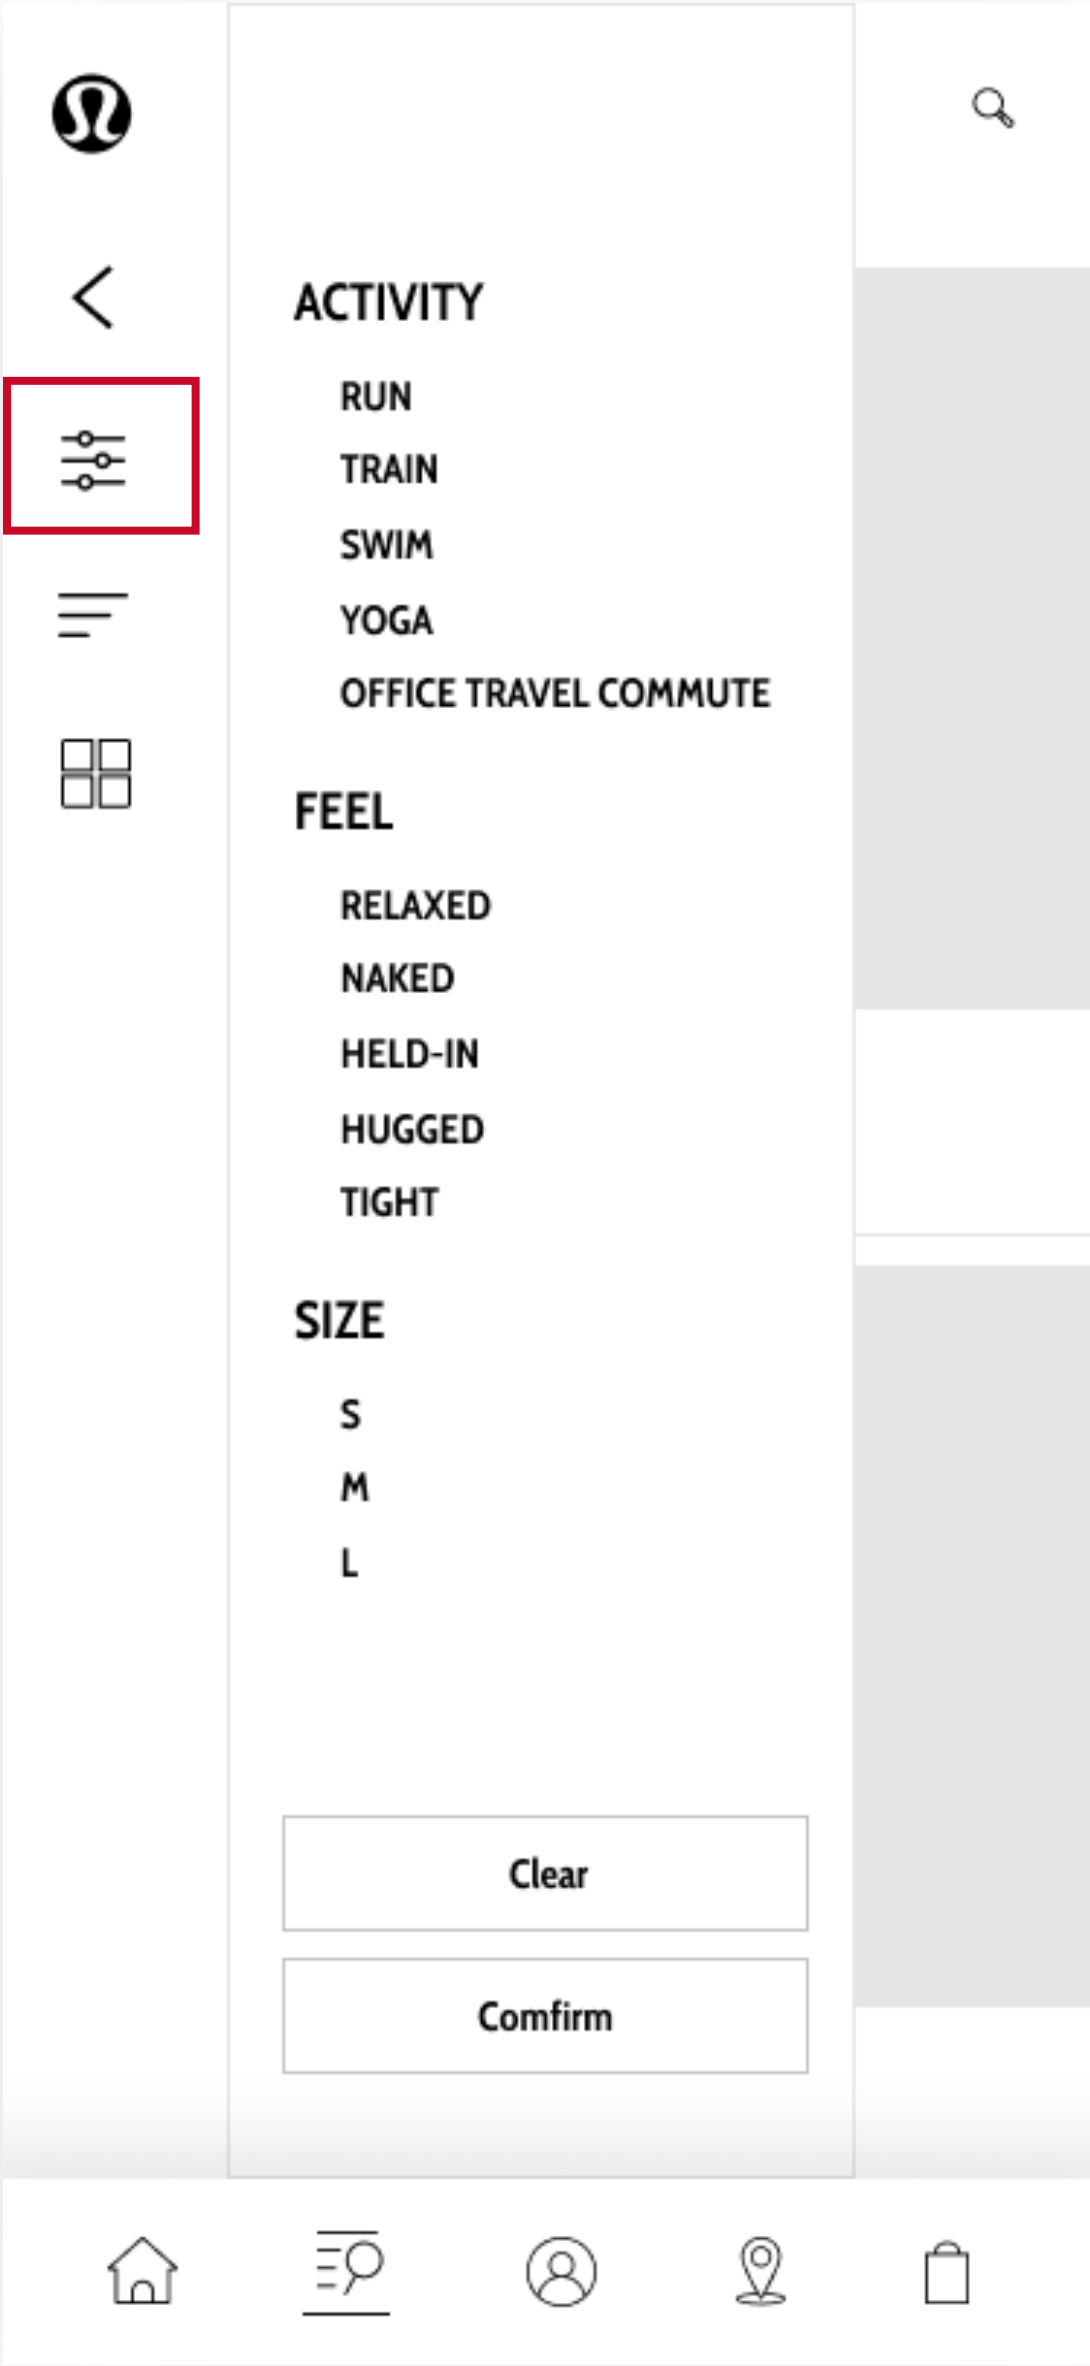 ACTIVITY
RUN
TRAIN
SWIM
YOGA
OFFICE TRAVEL COMMUTE
FEEL
RELAXED
NAKED
HELD-IN
HUGGED
TIGHT
SIZE
S
M
L
Clear
Comfirm